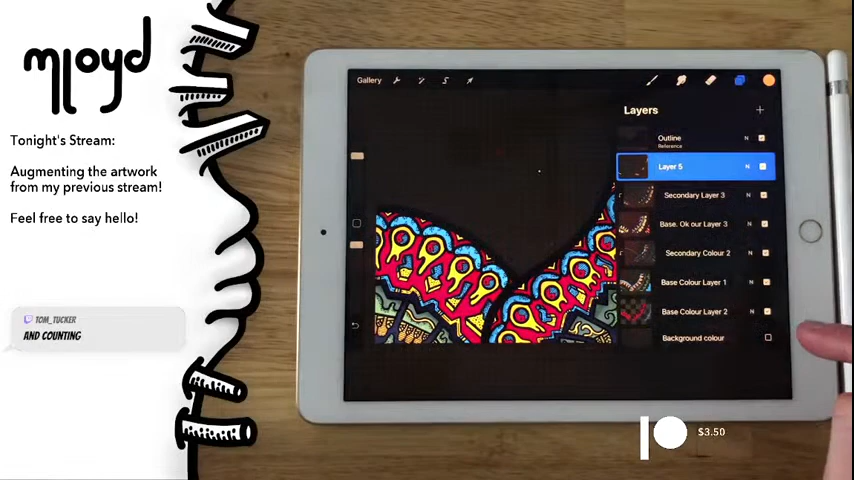 mloyd
Tonight's Stream:
Augmenting the artwork
from my previous stream!
Feel free to say hello!
TOM_TUCKER
AND COUNTING
Gallery
Layers
Outline N
Reference
Layer 5 N
Secondary Layer 3 N
Base. Ok our Layer 3 N
Secondary Colour 2 N
Base Colour Layer 1 N
Base Colour Layer 2 N
Background colour
$3.50